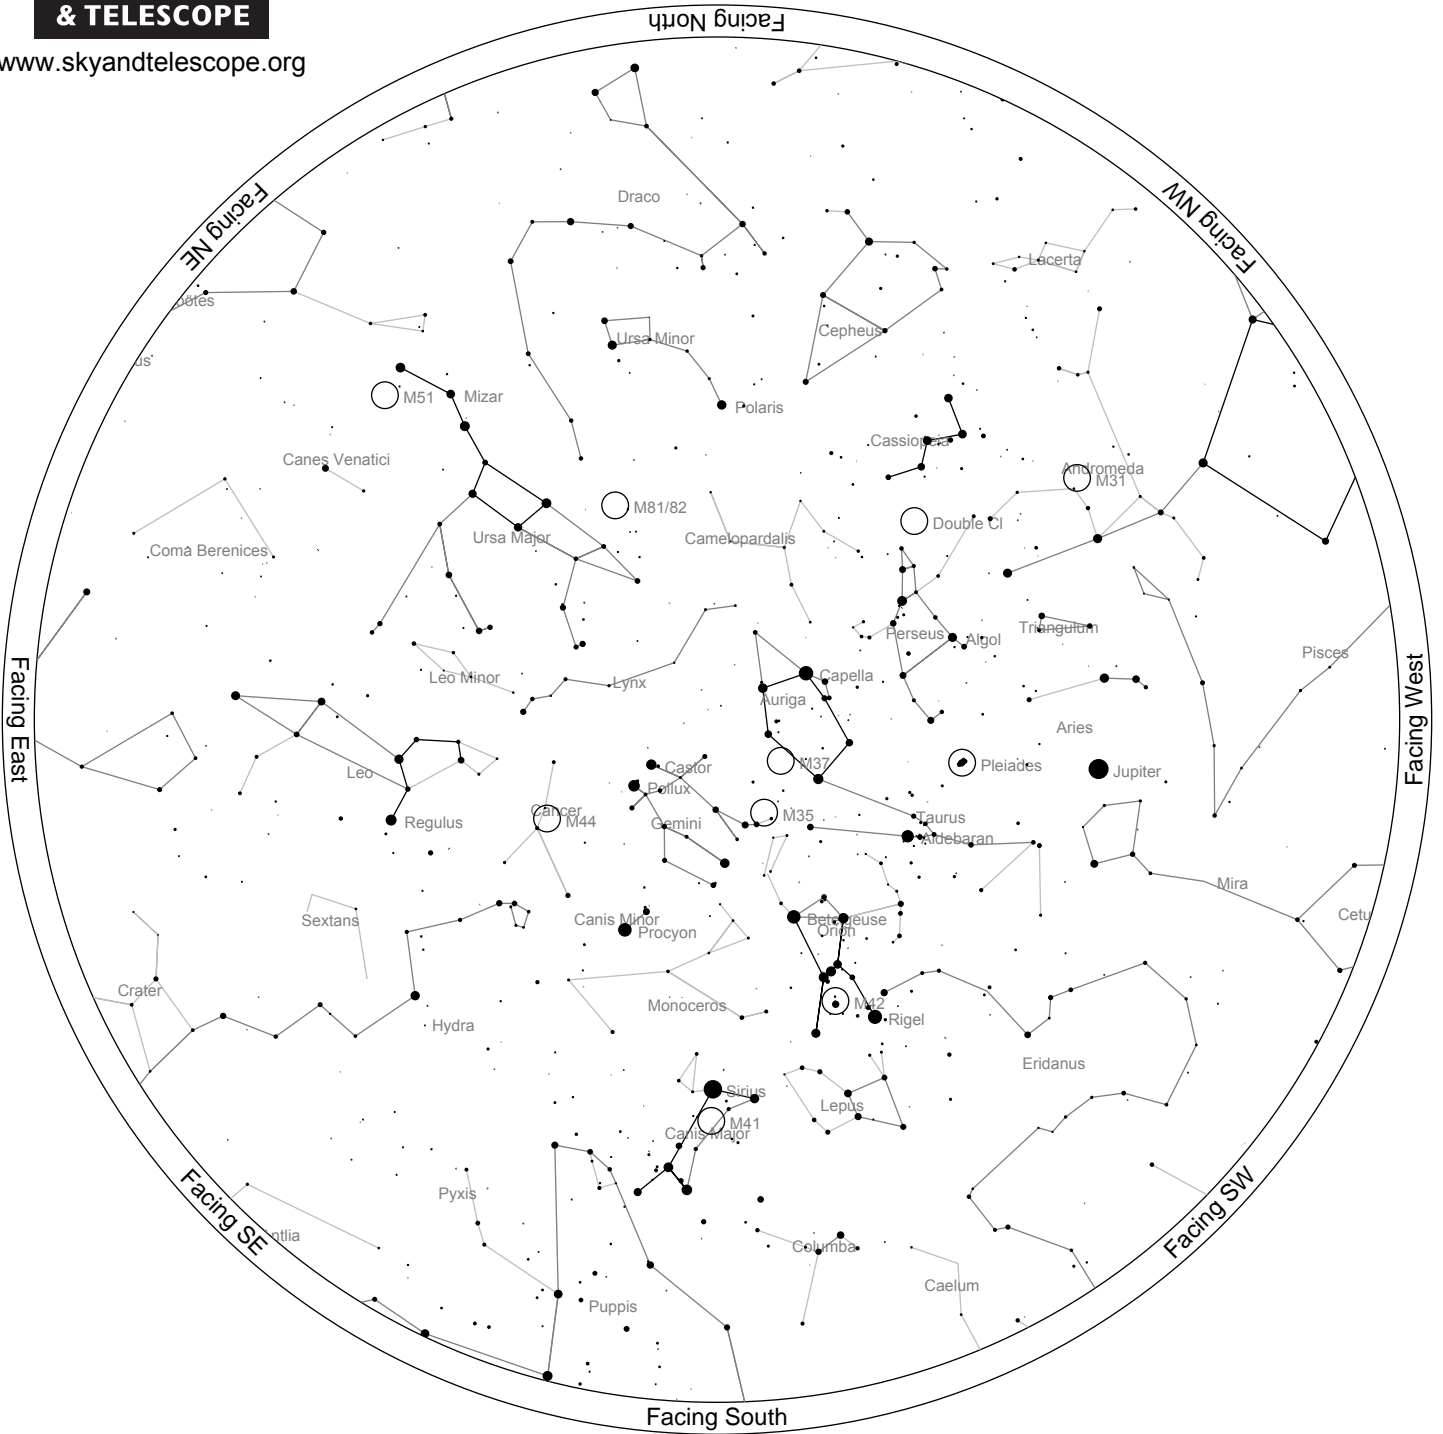 & TELESCOPE
www.skyandtelescope.org
Facing North
Facing NE
Facing NW
Draco
Lacerta
oötes
Cepheus
Ursa Minor
us
M51
Mizar
Polaris
Cassiopeia
Canes Venatici
Andromeda
M31
M81/82
Double Cl
Ursa Major
Camelopardalis
Coma Berenices
Perseus
Algol
Triangulum
Pisces
Leo Minor
Lynx
Capella
Auriga
Aries
Facing East
Facing West
Leo
Castor
M37
Pleiades
Jupiter
Pollux
Cancer
M44
Regulus
Gemini
M35
Taurus
Aldebaran
Mira
Sextans
Canis Minor
Procyon
Betelgeuse
Orion
Cetu
Crater
Monoceros
M42
Rigel
Hydra
Eridanus
Sirius
Lepus
M41
Canis Major
Pyxis
Facing SE
Facing SW
ntlia
Columba
Caelum
Puppis
Facing South